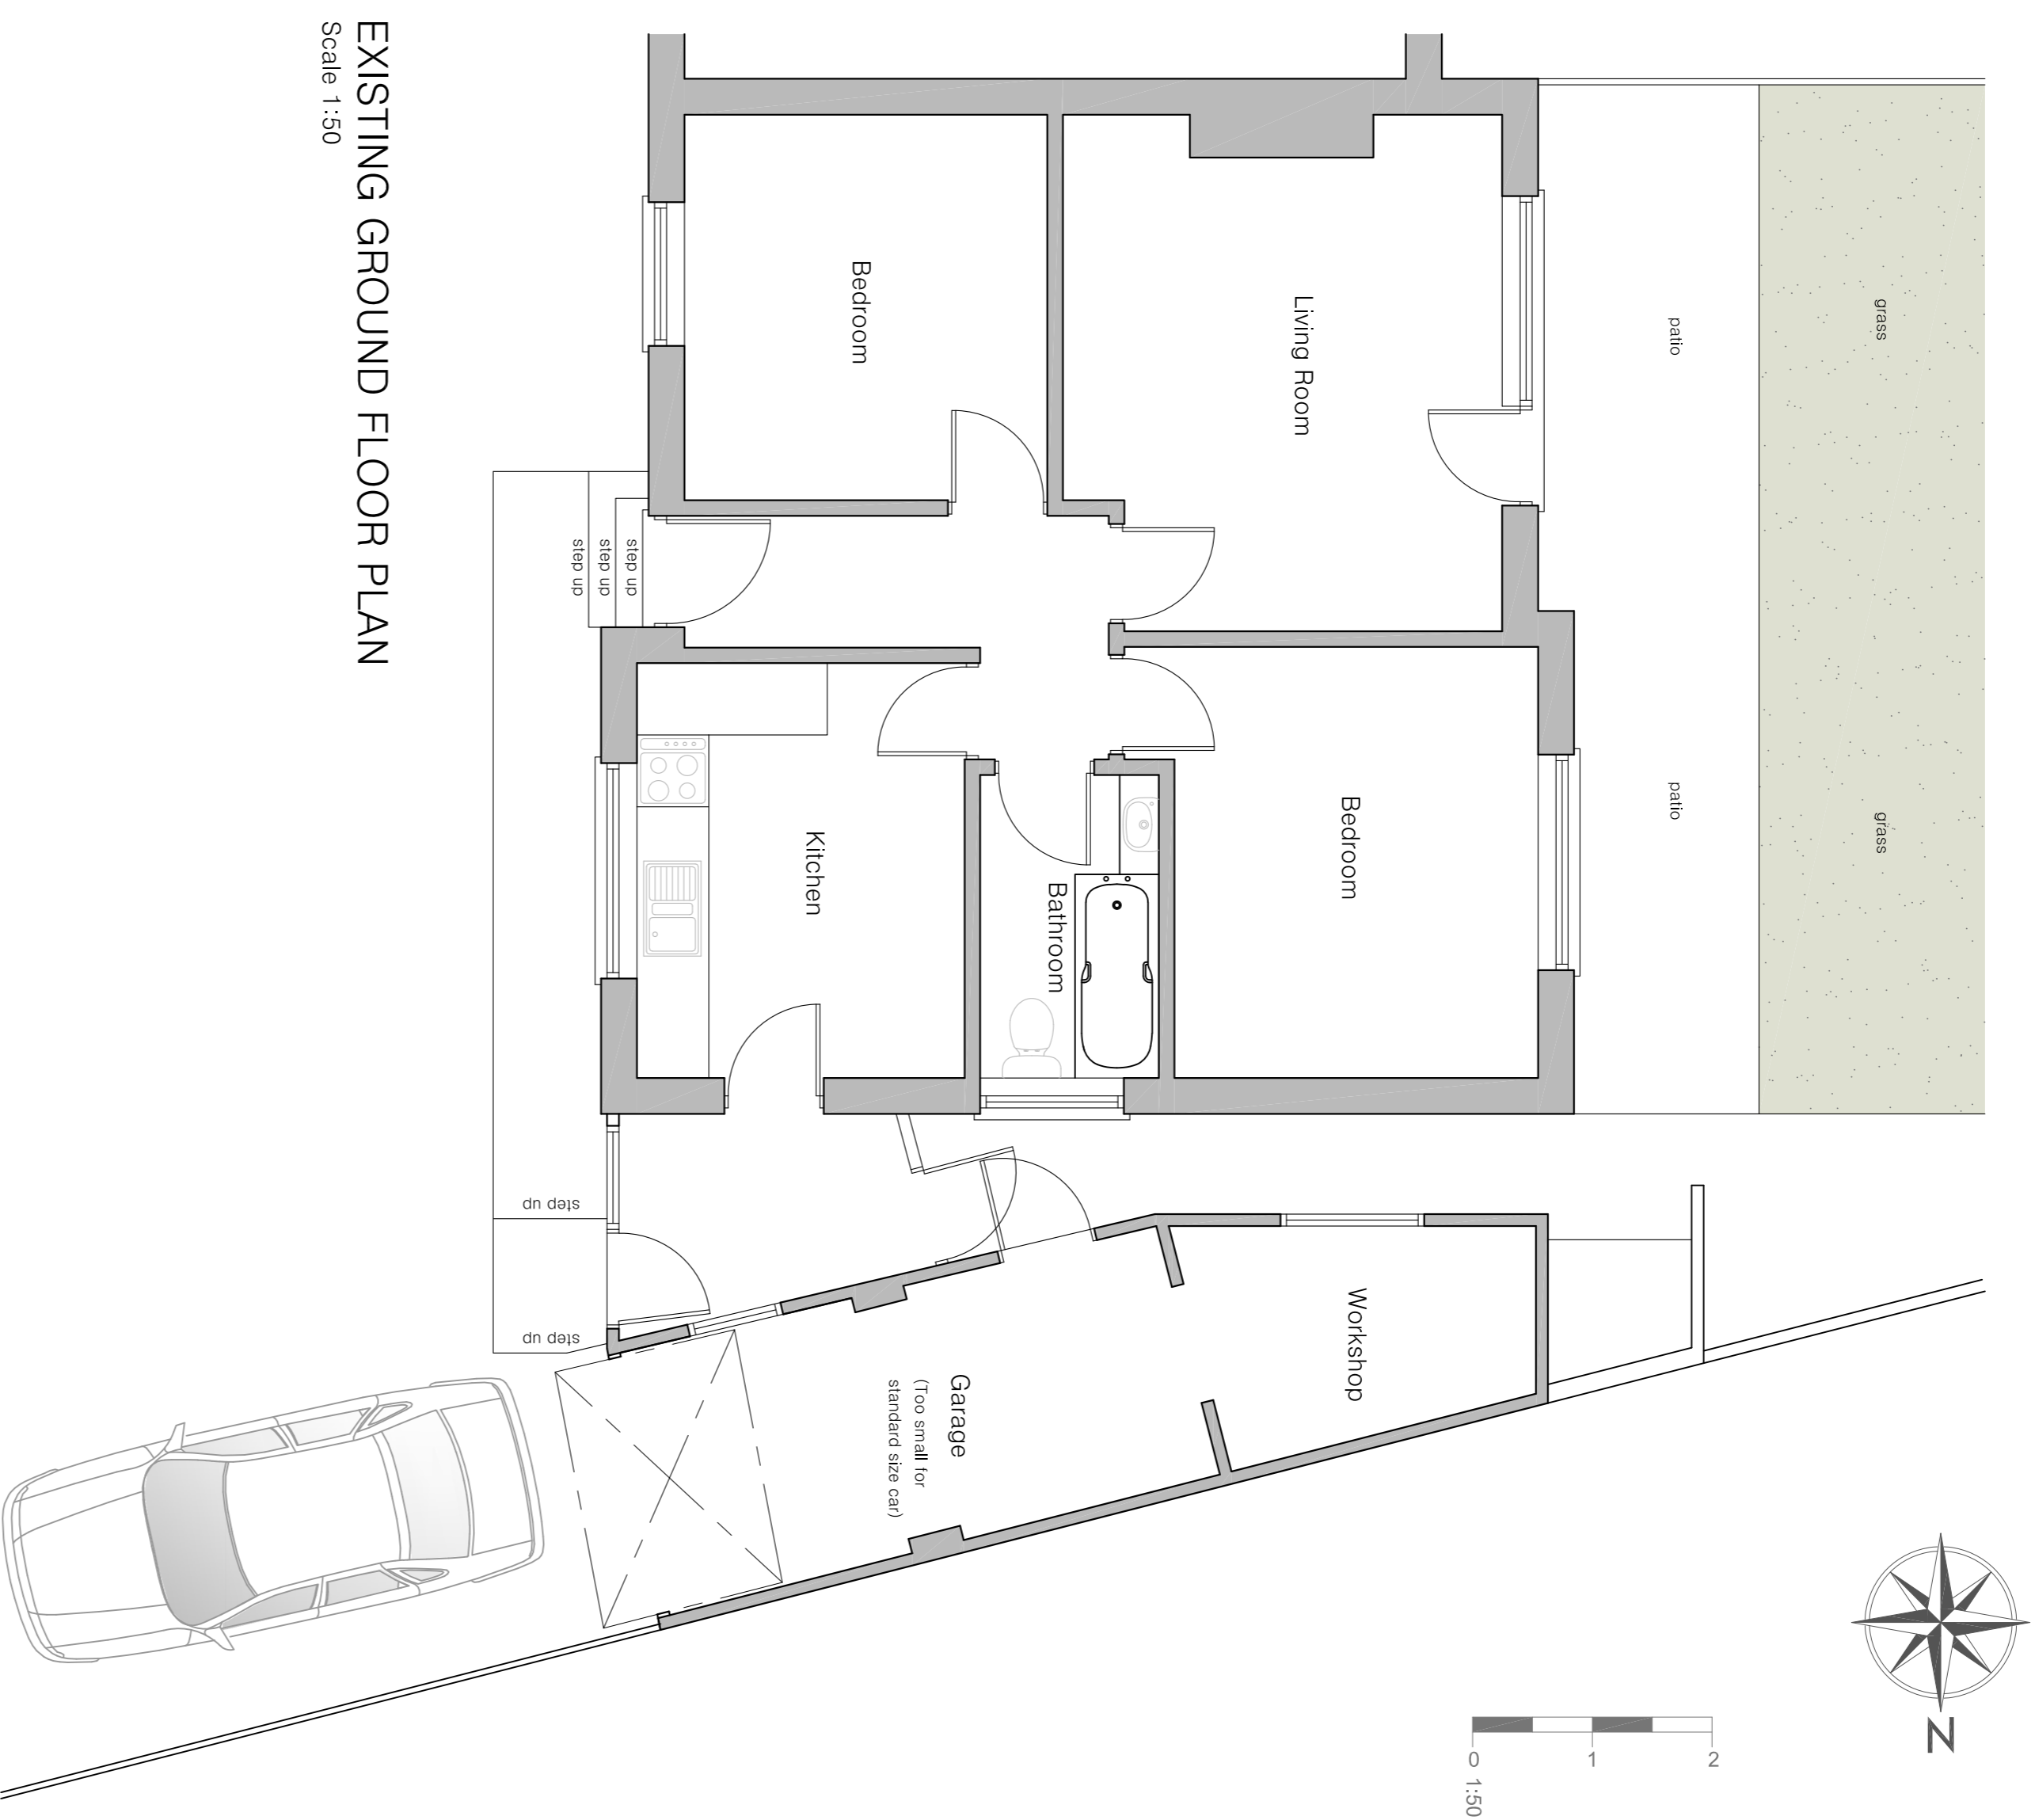 EXISTING GROUND FLOOR PLAN
Scale 1:50
grass
grass
patio
patio
Living Room
Bedroom
Bedroom
Kitchen
Bathroom
step up
step up
step up
step up
step up
Workshop
Garage
(Too small for
standard size car)
N
0 1 2
1:50